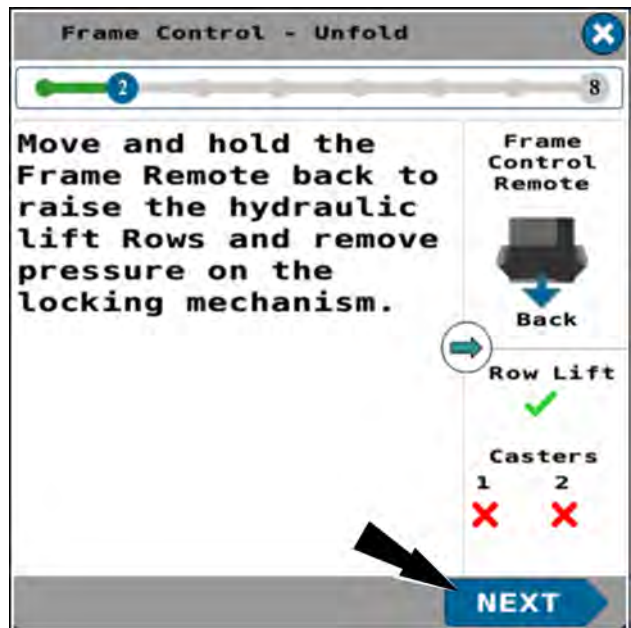 Frame Control - Unfold
2
8
Move and hold the
Frame Remote back to
raise the hydraulic
lift Rows and remove
pressure on the
locking mechanism.
Frame
Control
Remote
Back
Row Lift
Casters
1 2
NEXT